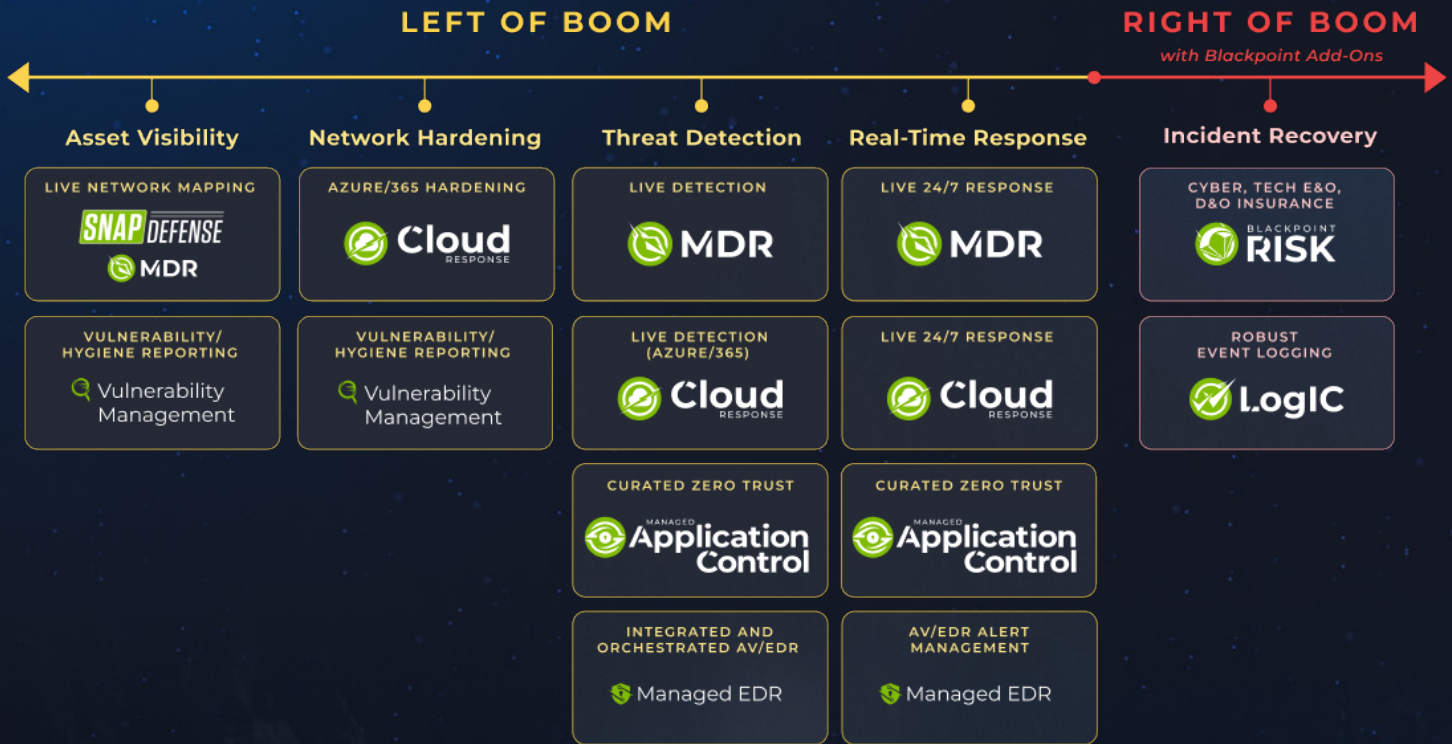 LEFT OF BOOM
RIGHT OF BOOM
with Blackpoint Add-Ons
Asset Visibility
LIVE NETWORK MAPPING
SNAP DEFENSE
MDR
VULNERABILITY/
HYGIENE REPORTING
Vulnerability
Management
Network Hardening
AZURE/365 HARDENING
Cloud
RESPONSE
VULNERABILITY/
HYGIENE REPORTING
Vulnerability
Management
Threat Detection
LIVE DETECTION
MDR
LIVE DETECTION
(AZURE/365)
Cloud
RESPONSE
CURATED ZERO TRUST
MANAGED
Application
Control
INTEGRATED AND
ORCHESTRATED AV/EDR
Managed EDR
Real-Time Response
LIVE 24/7 RESPONSE
MDR
LIVE 24/7 RESPONSE
Cloud
RESPONSE
CURATED ZERO TRUST
MANAGED
Application
Control
AV/EDR ALERT
MANAGEMENT
Managed EDR
Incident Recovery
CYBER, TECH E&O,
D&O INSURANCE
BLACKPOINT
RISK
ROBUST
EVENT LOGGING
LogIC